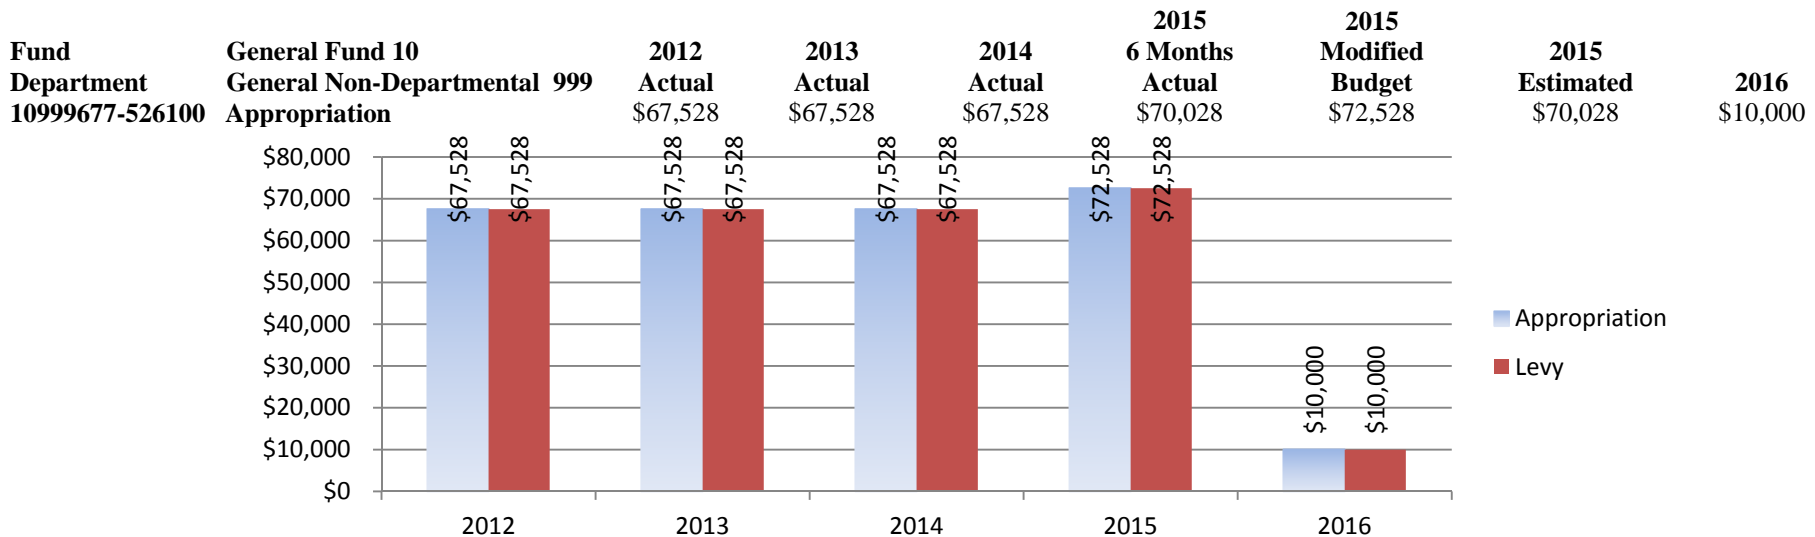 2015 2015
Fund General Fund 10 2012 2013 2014 6 Months Modified 2015
Department General Non-Departmental 999 Actual Actual Actual Actual Budget Estimated 2016
10999677-526100 Appropriation $67,528 $67,528 $67,528 $70,028 $72,528 $70,028 $10,000
$80,000
$70,000
$60,000
$50,000
$40,000
$30,000
$20,000
$10,000
$0
$67,528 $67,528 $67,528 $67,528 $67,528 $67,528 $72,528 $72,528 $10,000 $10,000
2012 2013 2014 2015 2016
Appropriation
Levy